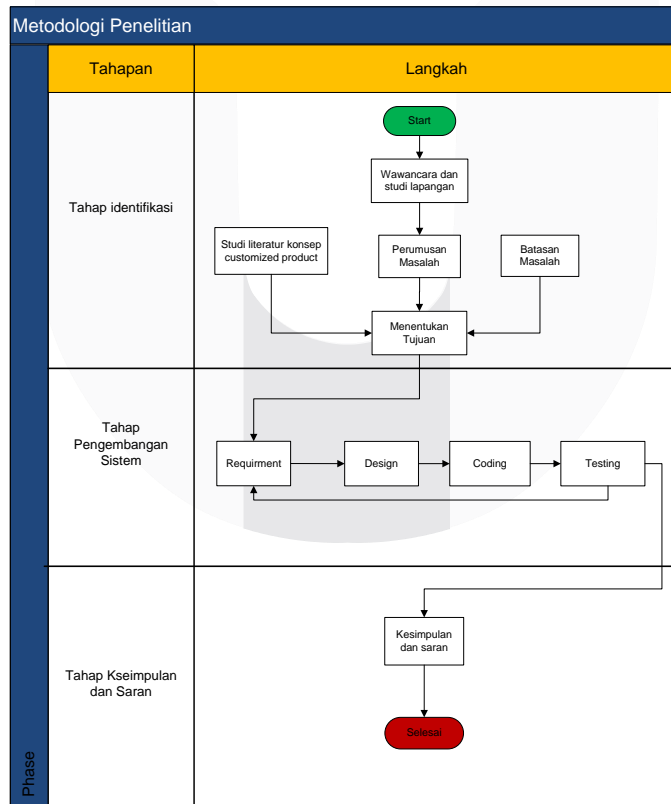 Metodologi Penelitian
Tahapan
Langkah
Tahap identifikasi
Start
Wawancara dan
studi lapangan
Studi literatur konsep
customized product
Perumusan
Masalah
Batasan
Masalah
Menentukan
Tujuan
Tahap
Pengembangan
Sistem
Requirment
Design
Coding
Testing
Tahap Kseimpulan
dan Saran
Kesimpulan
dan saran
Selesai
Phase